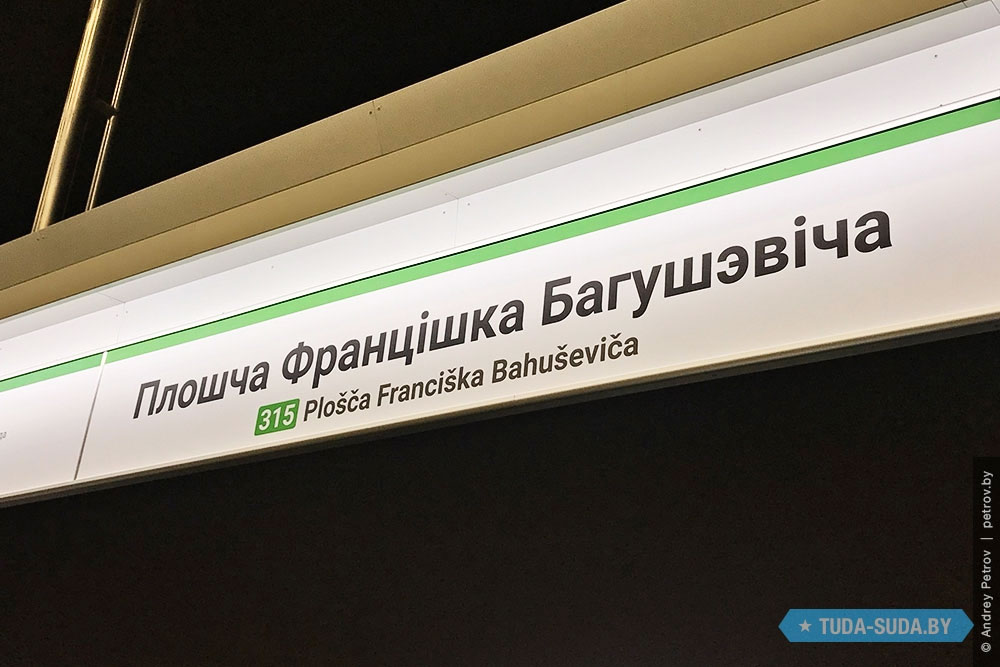 Плошча Францішка Багушэвіча
315 Plošča Franciška Bahuševiča
★ TUDA-SUDA.BY
© Andrey Petrov | petrov.by